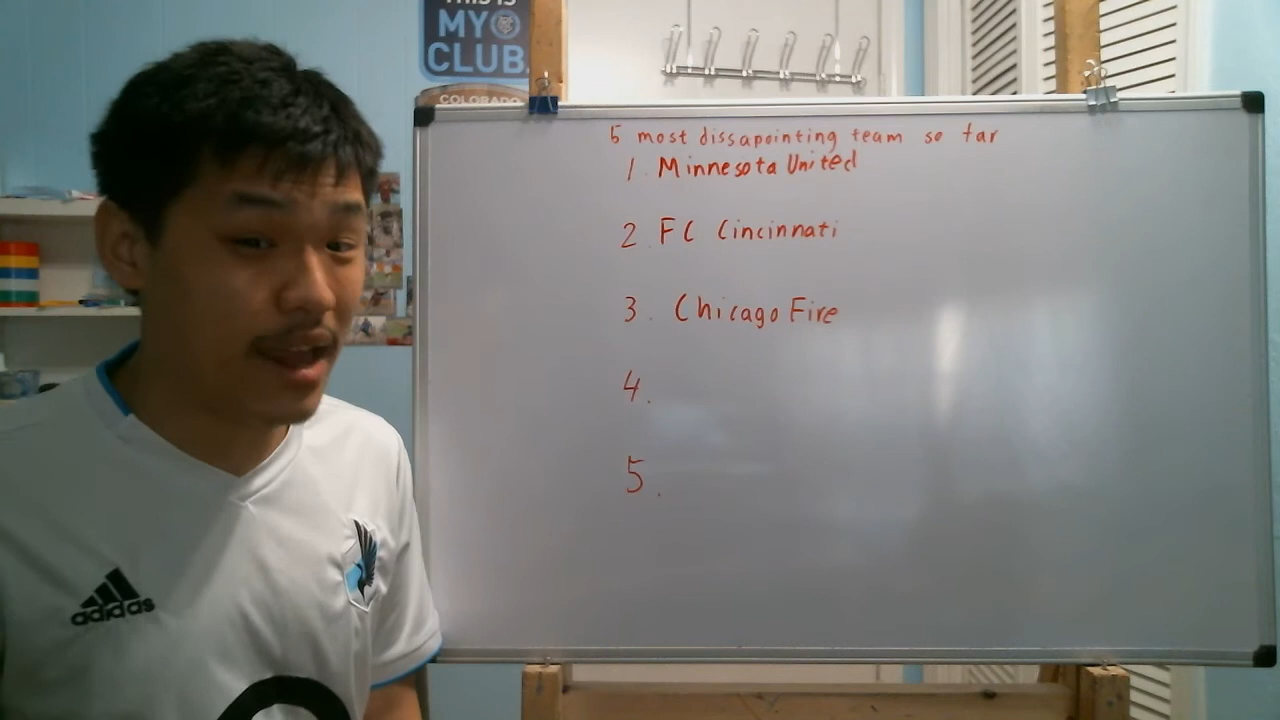 THIS IS
MY
CLUB.
COLORADO
5 most dissapointing team so far
1. Minnesota United
2. FC Cincinnati
3. Chicago Fire
4.
5.
adidas